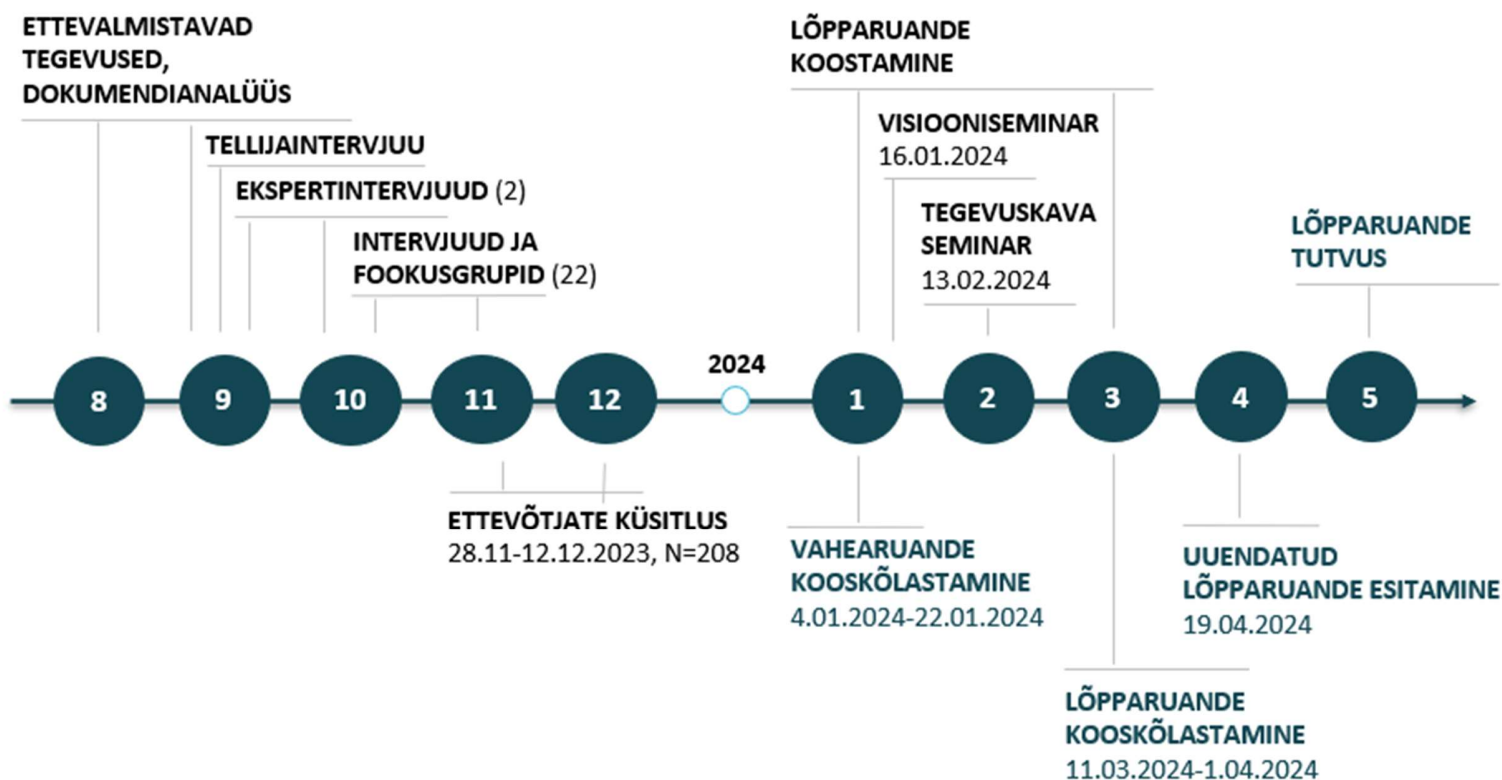 ETTEVALMISTAVAD
TEGEVUSED,
DOKUMENDIANALÜÜS
TELLIJAINTERVJUU
EKSPERTINTERVJUUD (2)
INTERVJUUD JA
FOOKUSGRUPID (22)
LÕPPARUANDE
KOOSTAMINE
VISIOONISEMINAR
16.01.2024
TEGEVUSKAVA
SEMINAR
13.02.2024
LÕPPARUANDE
TUTVUS
2024
8 9 10 11 12 1 2 3 4 5
ETTEVÕTJATE KÜSITLUS
28.11-12.12.2023, N=208
VAHEARUANDE
KOOSKÕLASTAMINE
4.01.2024-22.01.2024
UUENDATUD
LÕPPARUANDE ESITAMINE
19.04.2024
LÕPPARUANDE
KOOSKÕLASTAMINE
11.03.2024-1.04.2024